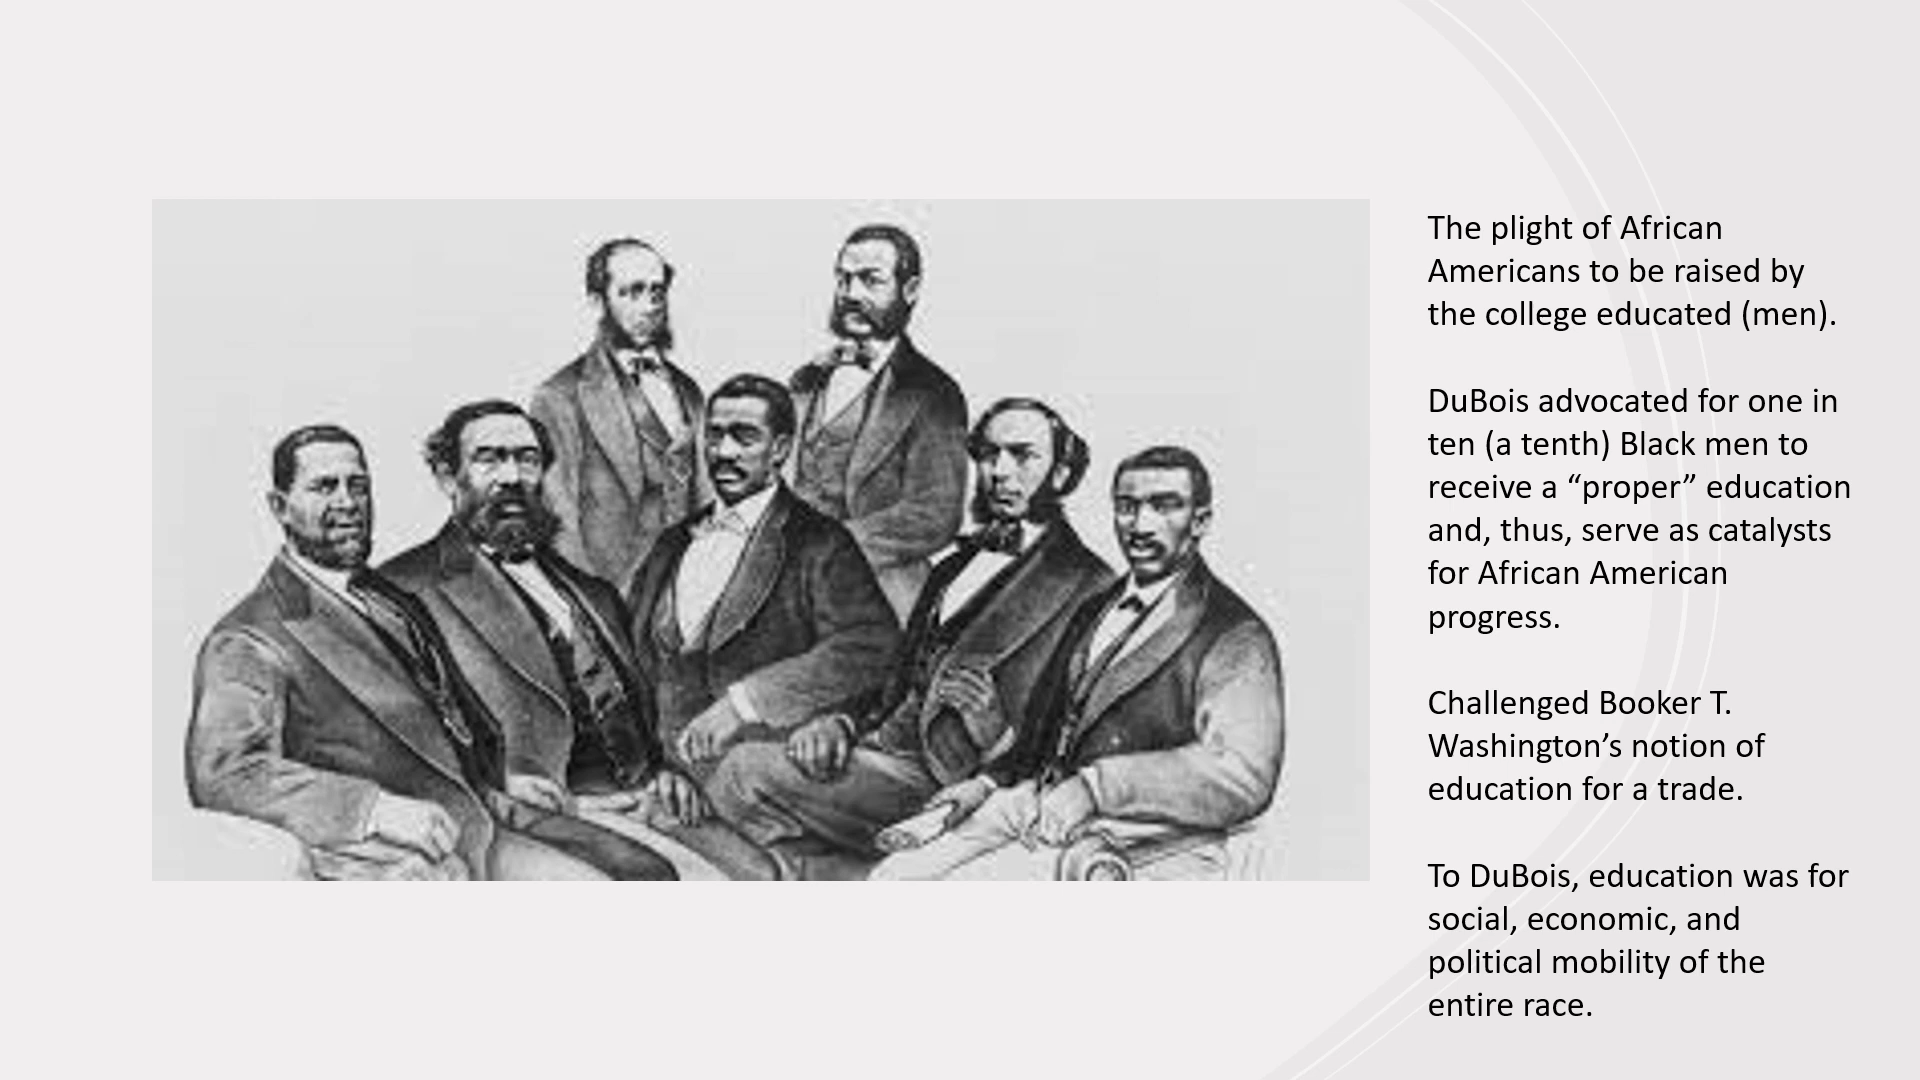 The plight of African
Americans to be raised by
the college educated (men).
DuBois advocated for one in
ten (a tenth) Black men to
receive a “proper” education
and, thus, serve as catalysts
for African American
progress.
Challenged Booker T.
Washington’s notion of
education for a trade.
To DuBois, education was for
social, economic, and
political mobility of the
entire race.